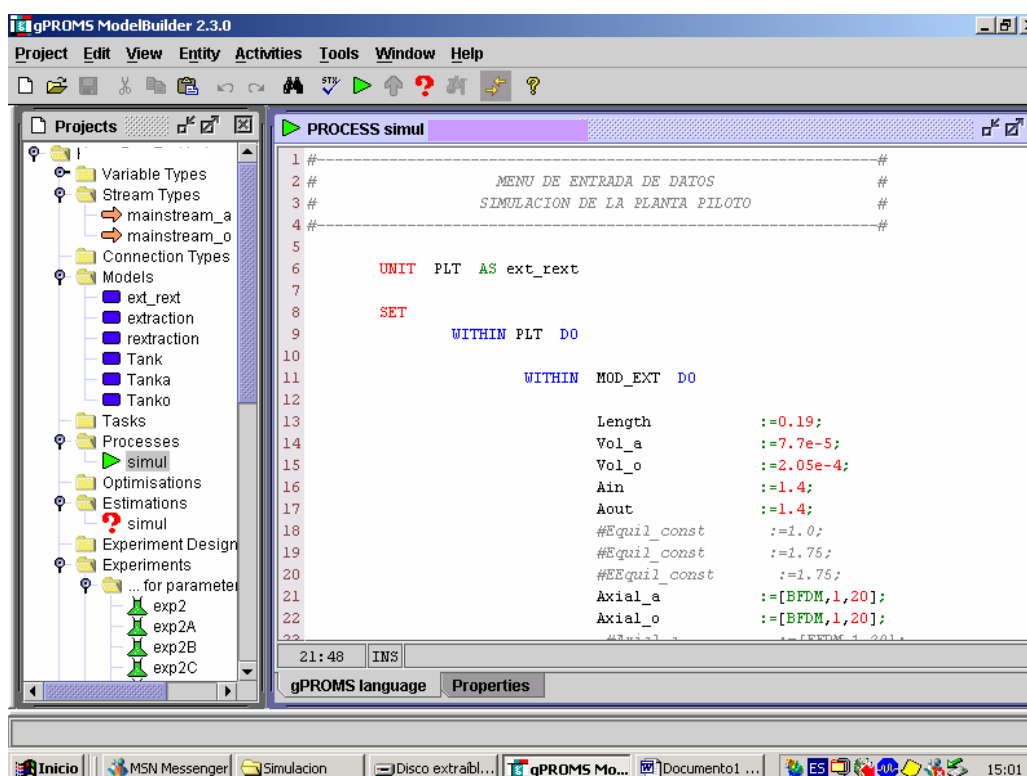 gPROMS ModelBuilder 2.3.0
Project Edit View Entity Activities Tools Window Help
Projects
Variable Types
Stream Types
mainstream_a
mainstream_o
Connection Types
Models
ext_rext
extraction
rextraction
Tank
Tanka
Tanko
Tasks
Processes
simul
Optimisations
Estimations
simul
Experiment Design
Experiments
... for parameter
exp2
exp2A
exp2B
exp2C
PROCESS simul
1 #----------------------------------------------------------------#
2 # MENU DE ENTRADA DE DATOS #
3 # SIMULACION DE LA PLANTA PILOTO #
4 #----------------------------------------------------------------#
5
6 UNIT PLT AS ext_rext
7
8 SET
9 WITHIN PLT DO
10
11 WITHIN MOD_EXT DO
12
13 Length :=0.19;
14 Vol_a :=7.7e-5;
15 Vol_o :=2.05e-4;
16 Ain :=1.4;
17 Aout :=1.4;
18 #Equil_const :=1.0;
19 #Equil_const :=1.75;
20 #EEquil_const :=1.75;
21 Axial_a :=[BFDM,1,20];
22 Axial_o :=[BFDM,1,20];
21:48 INS
gPROMS language Properties
Inicio MSN Messenger Simulacion Disco extraíbl... gPROMS Mo... Documento1 ... ES 15:01